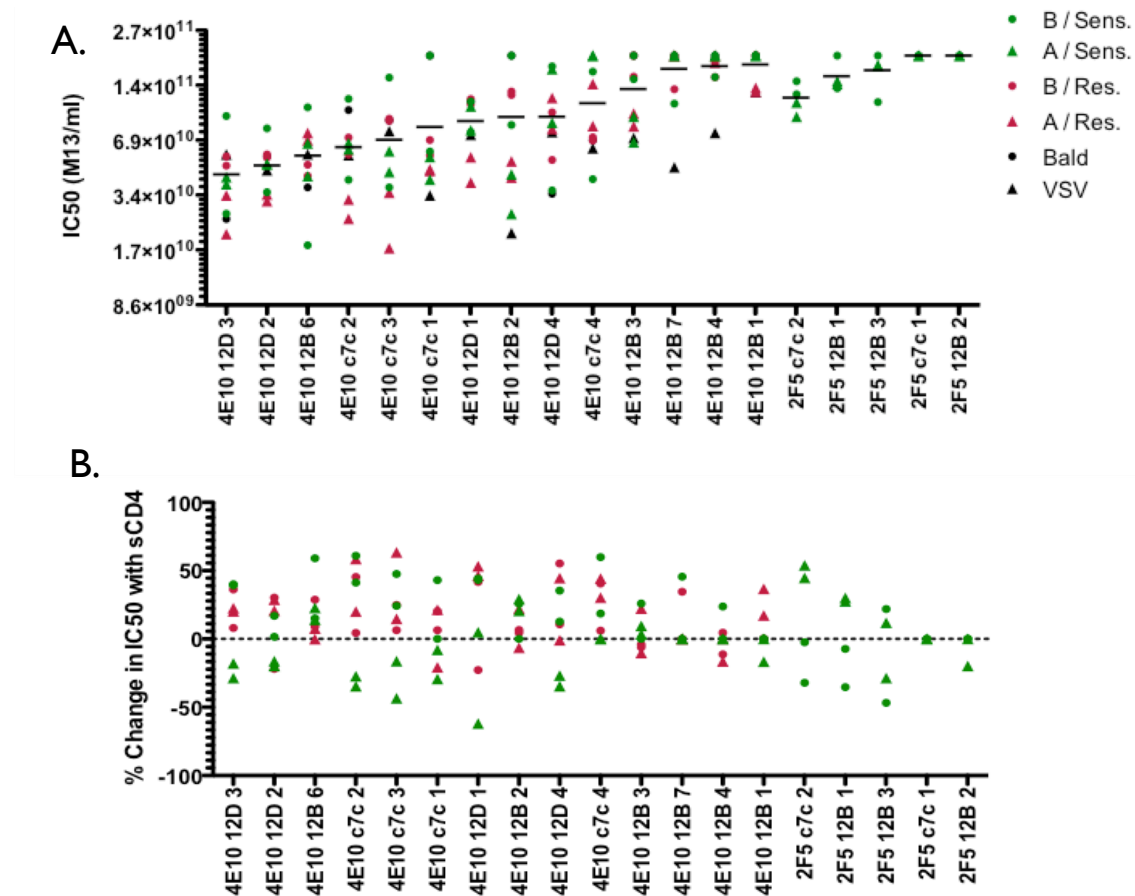 A.
2.7×10¹¹
1.4×10¹¹
6.9×10¹⁰
3.4×10¹⁰
1.7×10¹⁰
8.6×10⁰⁹
IC50 (M13/ml)
B / Sens.
A / Sens.
B / Res.
A / Res.
Bald
VSV
4E10 12D 3
4E10 12D 2
4E10 12B 6
4E10 c7c 2
4E10 c7c 3
4E10 c7c 1
4E10 12D 1
4E10 12B 2
4E10 12D 4
4E10 c7c 4
4E10 12B 3
4E10 12B 7
4E10 12B 4
4E10 12B 1
2F5 c7c 2
2F5 12B 1
2F5 12B 3
2F5 c7c 1
2F5 12B 2
B.
% Change in IC50 with sCD4
100
50
0
-50
-100
4E10 12D 3
4E10 12D 2
4E10 12B 6
4E10 c7c 2
4E10 c7c 3
4E10 c7c 1
4E10 12D 1
4E10 12B 2
4E10 12D 4
4E10 c7c 4
4E10 12B 3
4E10 12B 7
4E10 12B 4
4E10 12B 1
2F5 c7c 2
2F5 12B 1
2F5 12B 3
2F5 c7c 1
2F5 12B 2